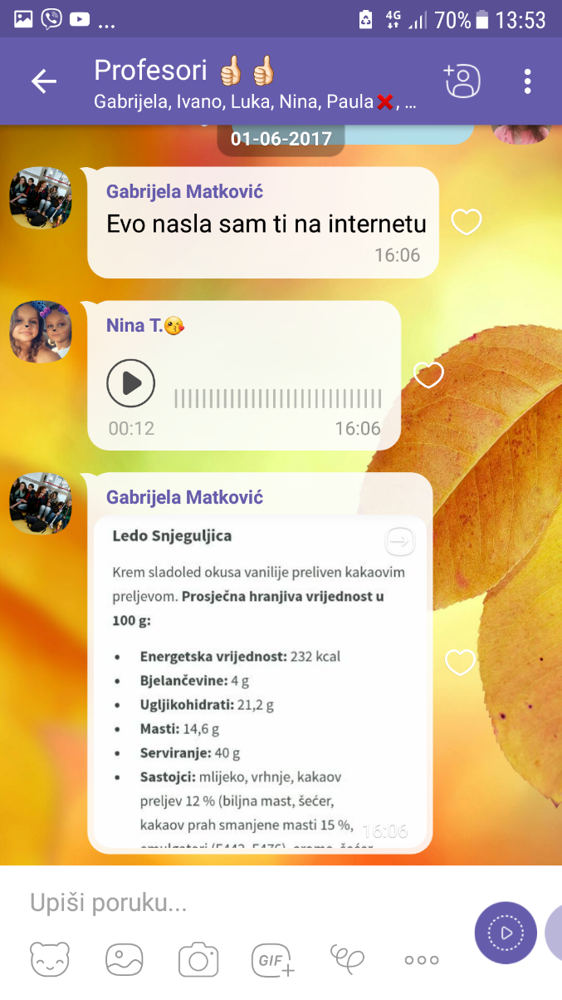 ... 4G 70% 13:53
Profesori 👍🏻 👍🏻
Gabrijela, Ivano, Luka, Nina, Paula❌, ...
01-06-2017
Gabrijela Matković
Evo nasla sam ti na internetu
16:06
Nina T.😘
00:12 16:06
Gabrijela Matković
Ledo Snjeguljica
Krem sladoled okusa vanilije preliven kakaovim
preljevom. Prosječna hranjiva vrijednost u
100 g:
• Energetska vrijednost: 232 kcal
• Bjelančevine: 4 g
• Ugljikohidrati: 21,2 g
• Masti: 14,6 g
• Serviranje: 40 g
• Sastojci: mlijeko, vrhnje, kakaov
preljev 12 % (biljna mast, šećer,
kakaov prah smanjene masti 15 %,
16:06
Upiši poruku...
GIF